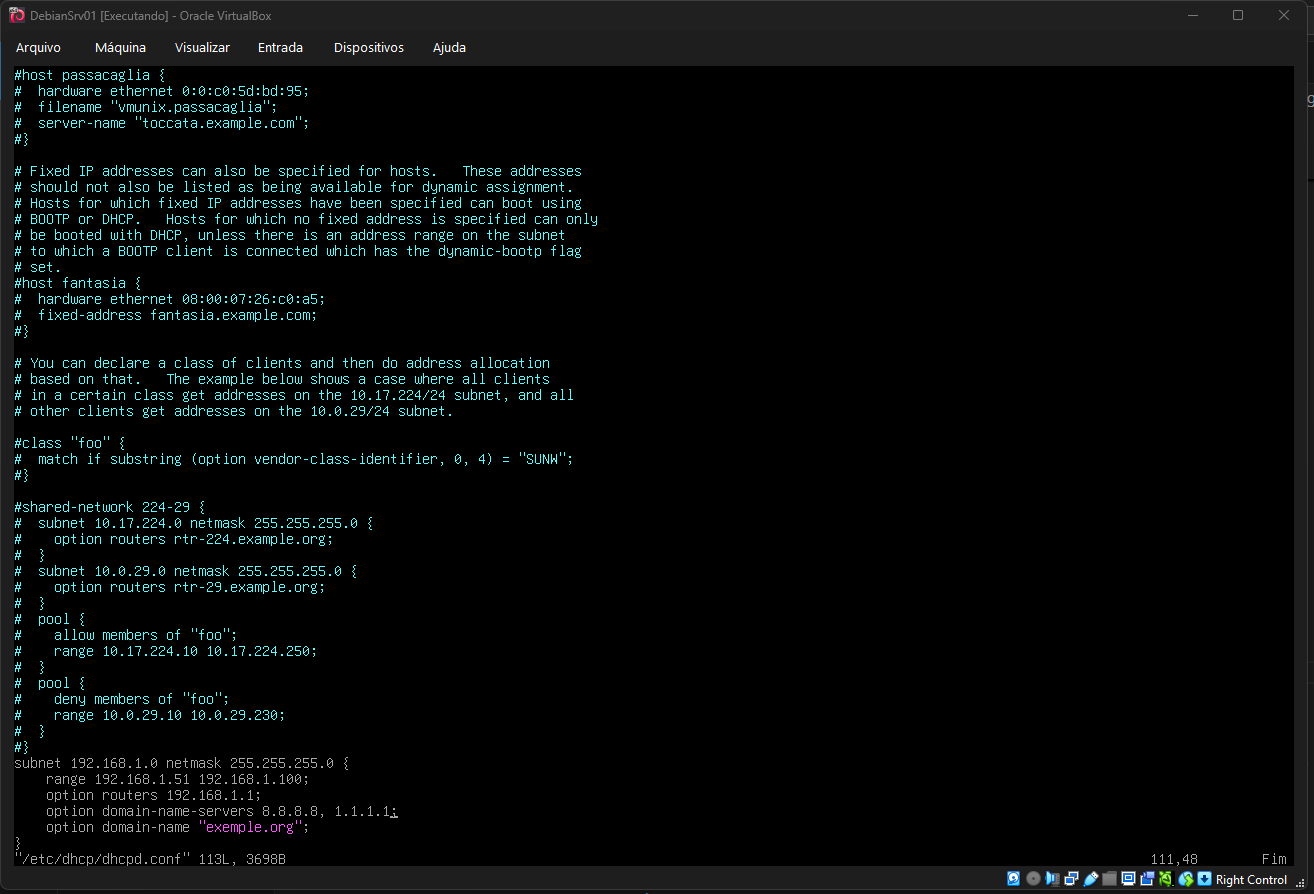 DebianSrv01 [Executando] - Oracle VirtualBox
Arquivo Máquina Visualizar Entrada Dispositivos Ajuda
#host passacaglia {
#  hardware ethernet 0:0:c0:5d:bd:95;
#  filename "vmunix.passacaglia";
#  server-name "toccata.example.com";
#}
# Fixed IP addresses can also be specified for hosts.   These addresses
# should not also be listed as being available for dynamic assignment.
# Hosts for which fixed IP addresses have been specified can boot using
# BOOTP or DHCP.   Hosts for which no fixed address is specified can only
# be booted with DHCP, unless there is an address range on the subnet
# to which a BOOTP client is connected which has the dynamic-bootp flag
# set.
#host fantasia {
#  hardware ethernet 08:00:07:26:c0:a5;
#  fixed-address fantasia.example.com;
#}
# You can declare a class of clients and then do address allocation
# based on that.   The example below shows a case where all clients
# in a certain class get addresses on the 10.17.224/24 subnet, and all
# other clients get addresses on the 10.0.29/24 subnet.
#class "foo" {
#  match if substring (option vendor-class-identifier, 0, 4) = "SUNW";
#}
#shared-network 224-29 {
#  subnet 10.17.224.0 netmask 255.255.255.0 {
#    option routers rtr-224.example.org;
#  }
#  subnet 10.0.29.0 netmask 255.255.255.0 {
#    option routers rtr-29.example.org;
#  }
#  pool {
#    allow members of "foo";
#    range 10.17.224.10 10.17.224.250;
#  }
#  pool {
#    deny members of "foo";
#    range 10.0.29.10 10.0.29.230;
#  }
#}
subnet 192.168.1.0 netmask 255.255.255.0 {
    range 192.168.1.51 192.168.1.100;
    option routers 192.168.1.1;
    option domain-name-servers 8.8.8.8, 1.1.1.1;
    option domain-name "exemple.org";
}
"/etc/dhcp/dhcpd.conf" 113L, 3698B 111,48 Fim
Right Control